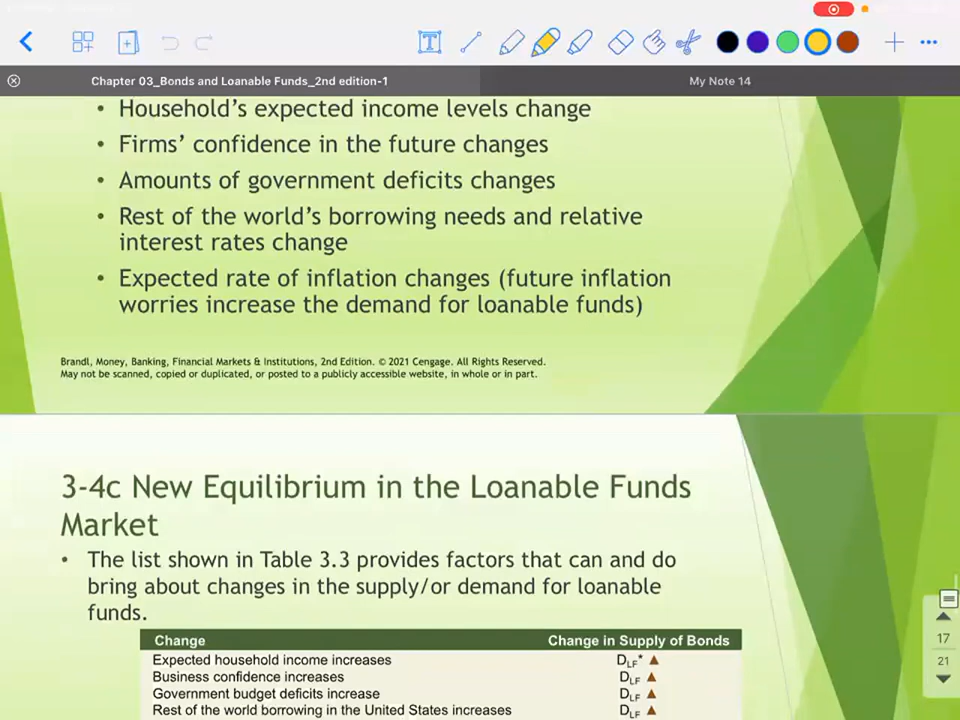 Chapter 03_Bonds and Loanable Funds_2nd edition-1
My Note 14
• Household's expected income levels change
• Firms' confidence in the future changes
• Amounts of government deficits changes
• Rest of the world's borrowing needs and relative
interest rates change
• Expected rate of inflation changes (future inflation
worries increase the demand for loanable funds)
Brandl, Money, Banking, Financial Markets & Institutions, 2nd Edition. © 2021 Cengage. All Rights Reserved.
May not be scanned, copied or duplicated, or posted to a publicly accessible website, in whole or in part.
3-4c New Equilibrium in the Loanable Funds
Market
• The list shown in Table 3.3 provides factors that can and do
bring about changes in the supply/or demand for loanable
funds.
Change Change in Supply of Bonds
Expected household income increases DLF* ▲
Business confidence increases DLF ▲
Government budget deficits increase DLF ▲
Rest of the world borrowing in the United States increases DLF ▲
17
21